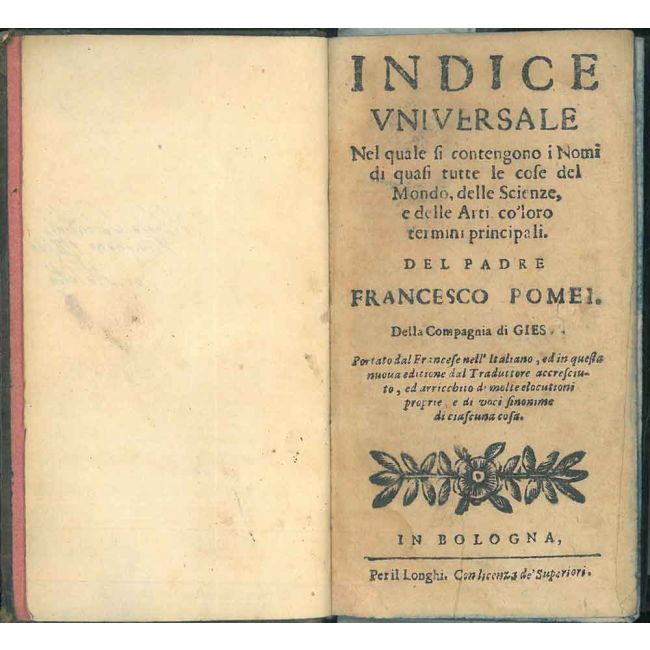 INDICE
VNIVERSALE
Nel quale ſi contengono i Nomi
di quaſi tutte le coſe del
Mondo, delle Scienze,
e delle Arti co'loro
termini principali.
DEL PADRE
FRANCESCO POMEI.
Della Compagnia di GIES
Portato dal Franceſe nell' Italiano, ed in queſta
nuova editione dal Traduttore accreſciu-
to, ed arricchito di molte elocutioni
proprie, e di voci ſinonime
di ciaſcuna coſa.
IN BOLOGNA,
Per il Longhi. Con licenza de' Superiori.